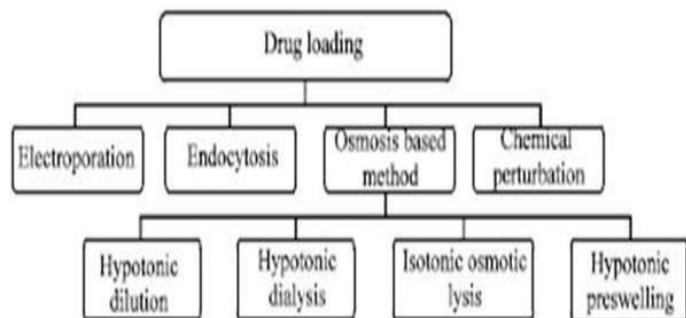 Drug loading
Electroporation
Endocytosis
Osmosis based
method
Chemical
perturbation
Hypotonic
dilution
Hypotonic
dialysis
Isotonic osmotic
lysis
Hypotonic
preswelling